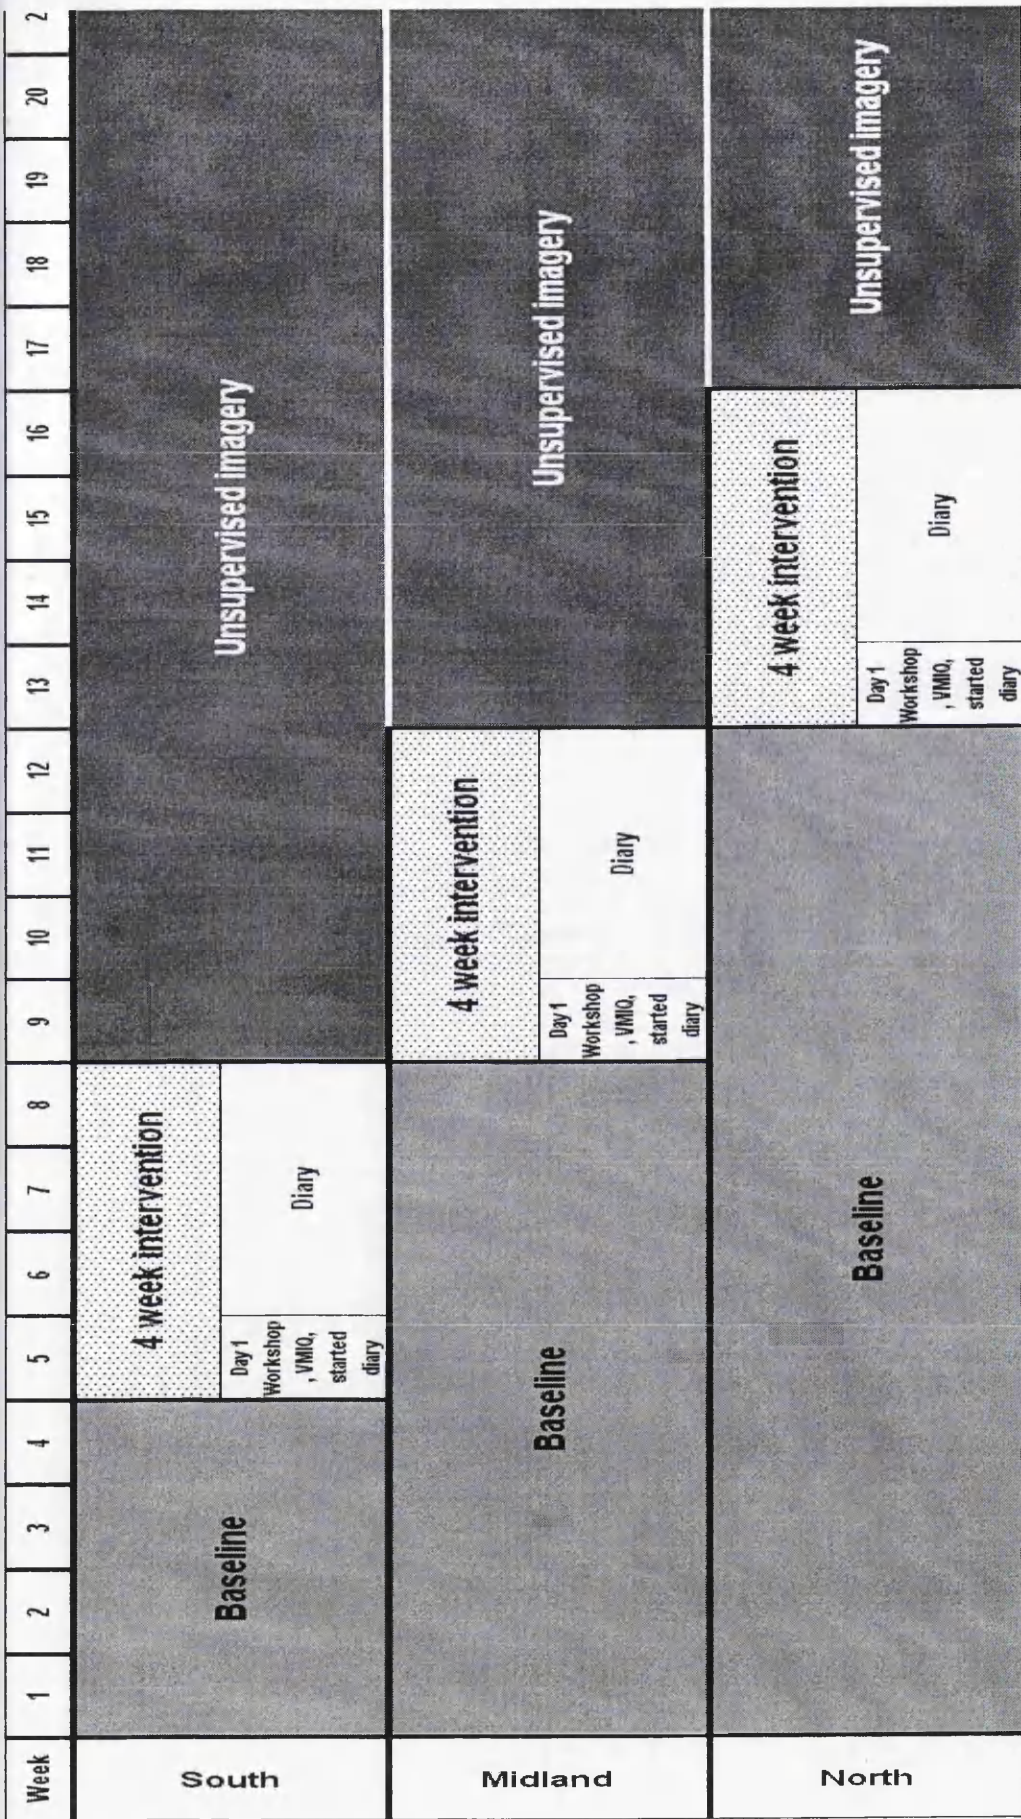 Week 1 2 3 4 5 6 7 8 9 10 11 12 13 14 15 16 17 18 19 20 2
South
Baseline
4 week intervention
Day 1
Workshop
, VMIQ,
started
diary
Diary
Unsupervised imagery
Midland
Baseline
4 week intervention
Day 1
Workshop
, VMIQ,
started
diary
Diary
Unsupervised imagery
North
Baseline
4 week intervention
Day 1
Workshop
, VMIQ,
started
diary
Diary
Unsupervised imagery